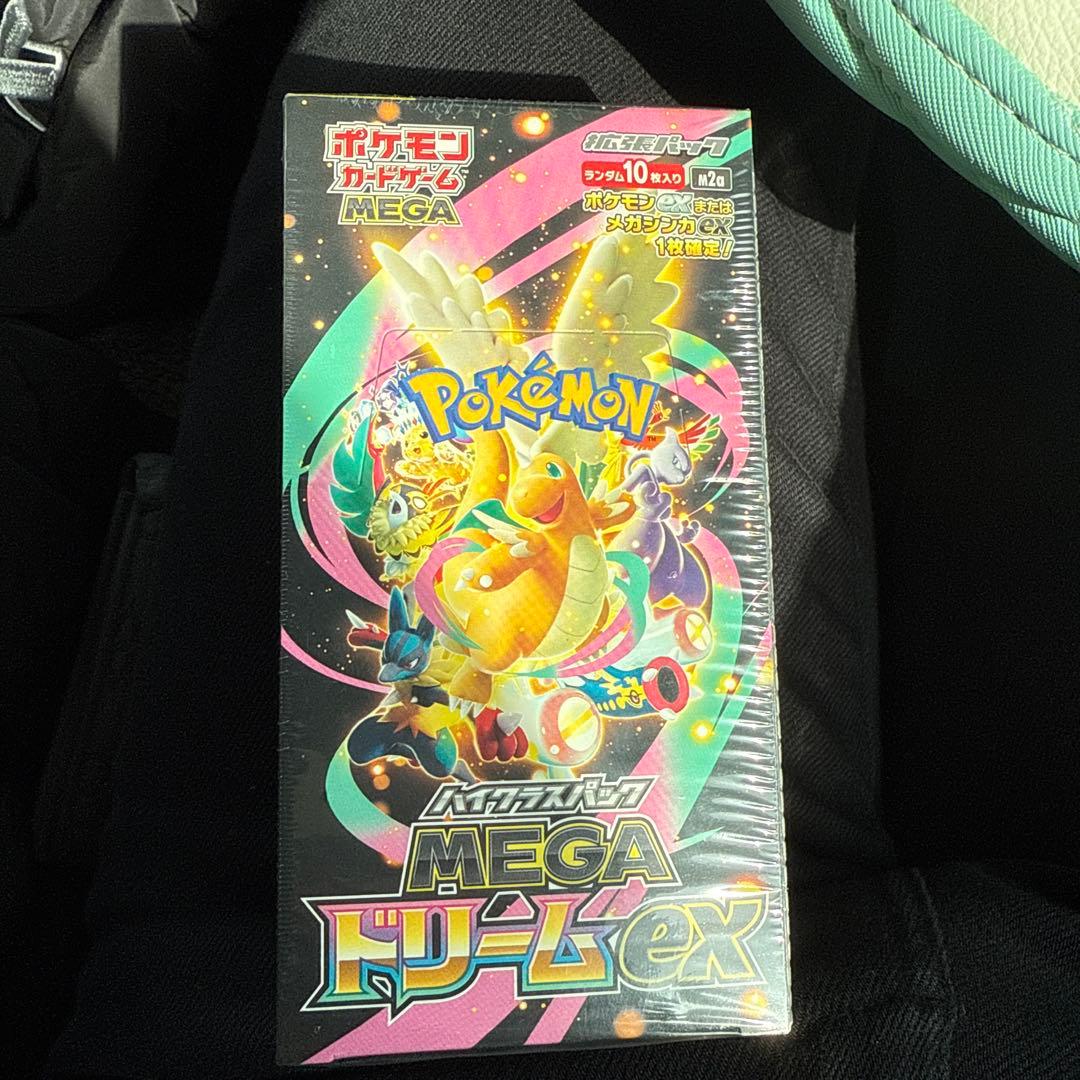 ポケモン
カードゲーム
MEGA
拡張パック
ランダム10枚入り
M2a
ポケモンexまたは
メガシンカex
1枚確定!
POKÉMON
TM
ハイクラスパック
MEGA
ドリームex